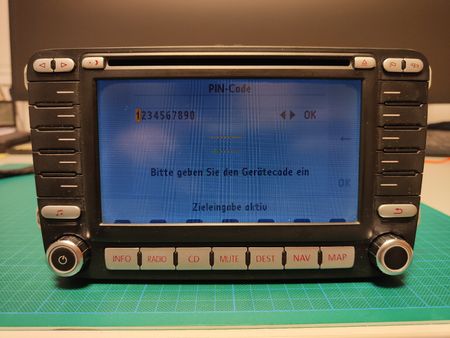 PIN-Code
1234567890 ◀▶ OK
Bitte geben Sie den Gerätecode ein
OK
Zieleingabe aktiv
INFO RADIO CD MUTE DEST NAV MAP